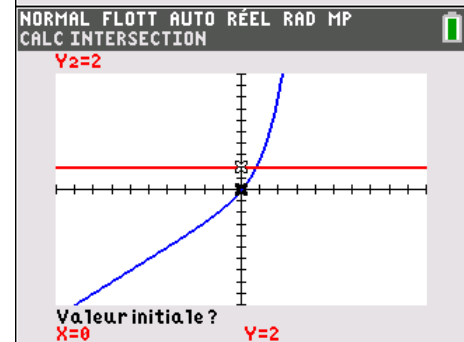 NORMAL FLOTT AUTO RÉEL RAD MP
CALC INTERSECTION
Y₂=2
Valeur initiale?
X=0 Y=2